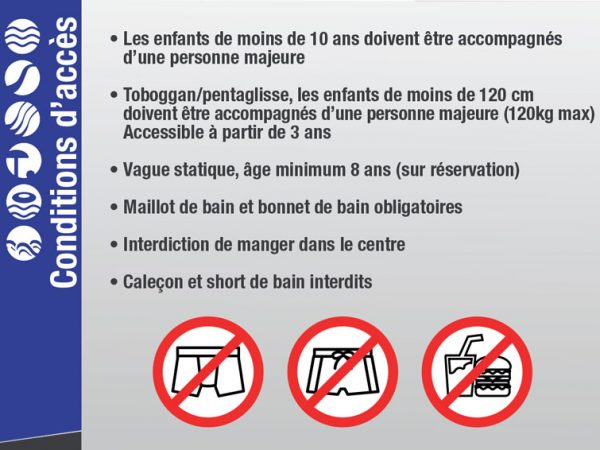 Conditions d'accès
• Les enfants de moins de 10 ans doivent être accompagnés
d'une personne majeure
• Toboggan/pentaglisse, les enfants de moins de 120 cm
doivent être accompagnés d'une personne majeure (120kg max)
Accessible à partir de 3 ans
• Vague statique, âge minimum 8 ans (sur réservation)
• Maillot de bain et bonnet de bain obligatoires
• Interdiction de manger dans le centre
• Caleçon et short de bain interdits